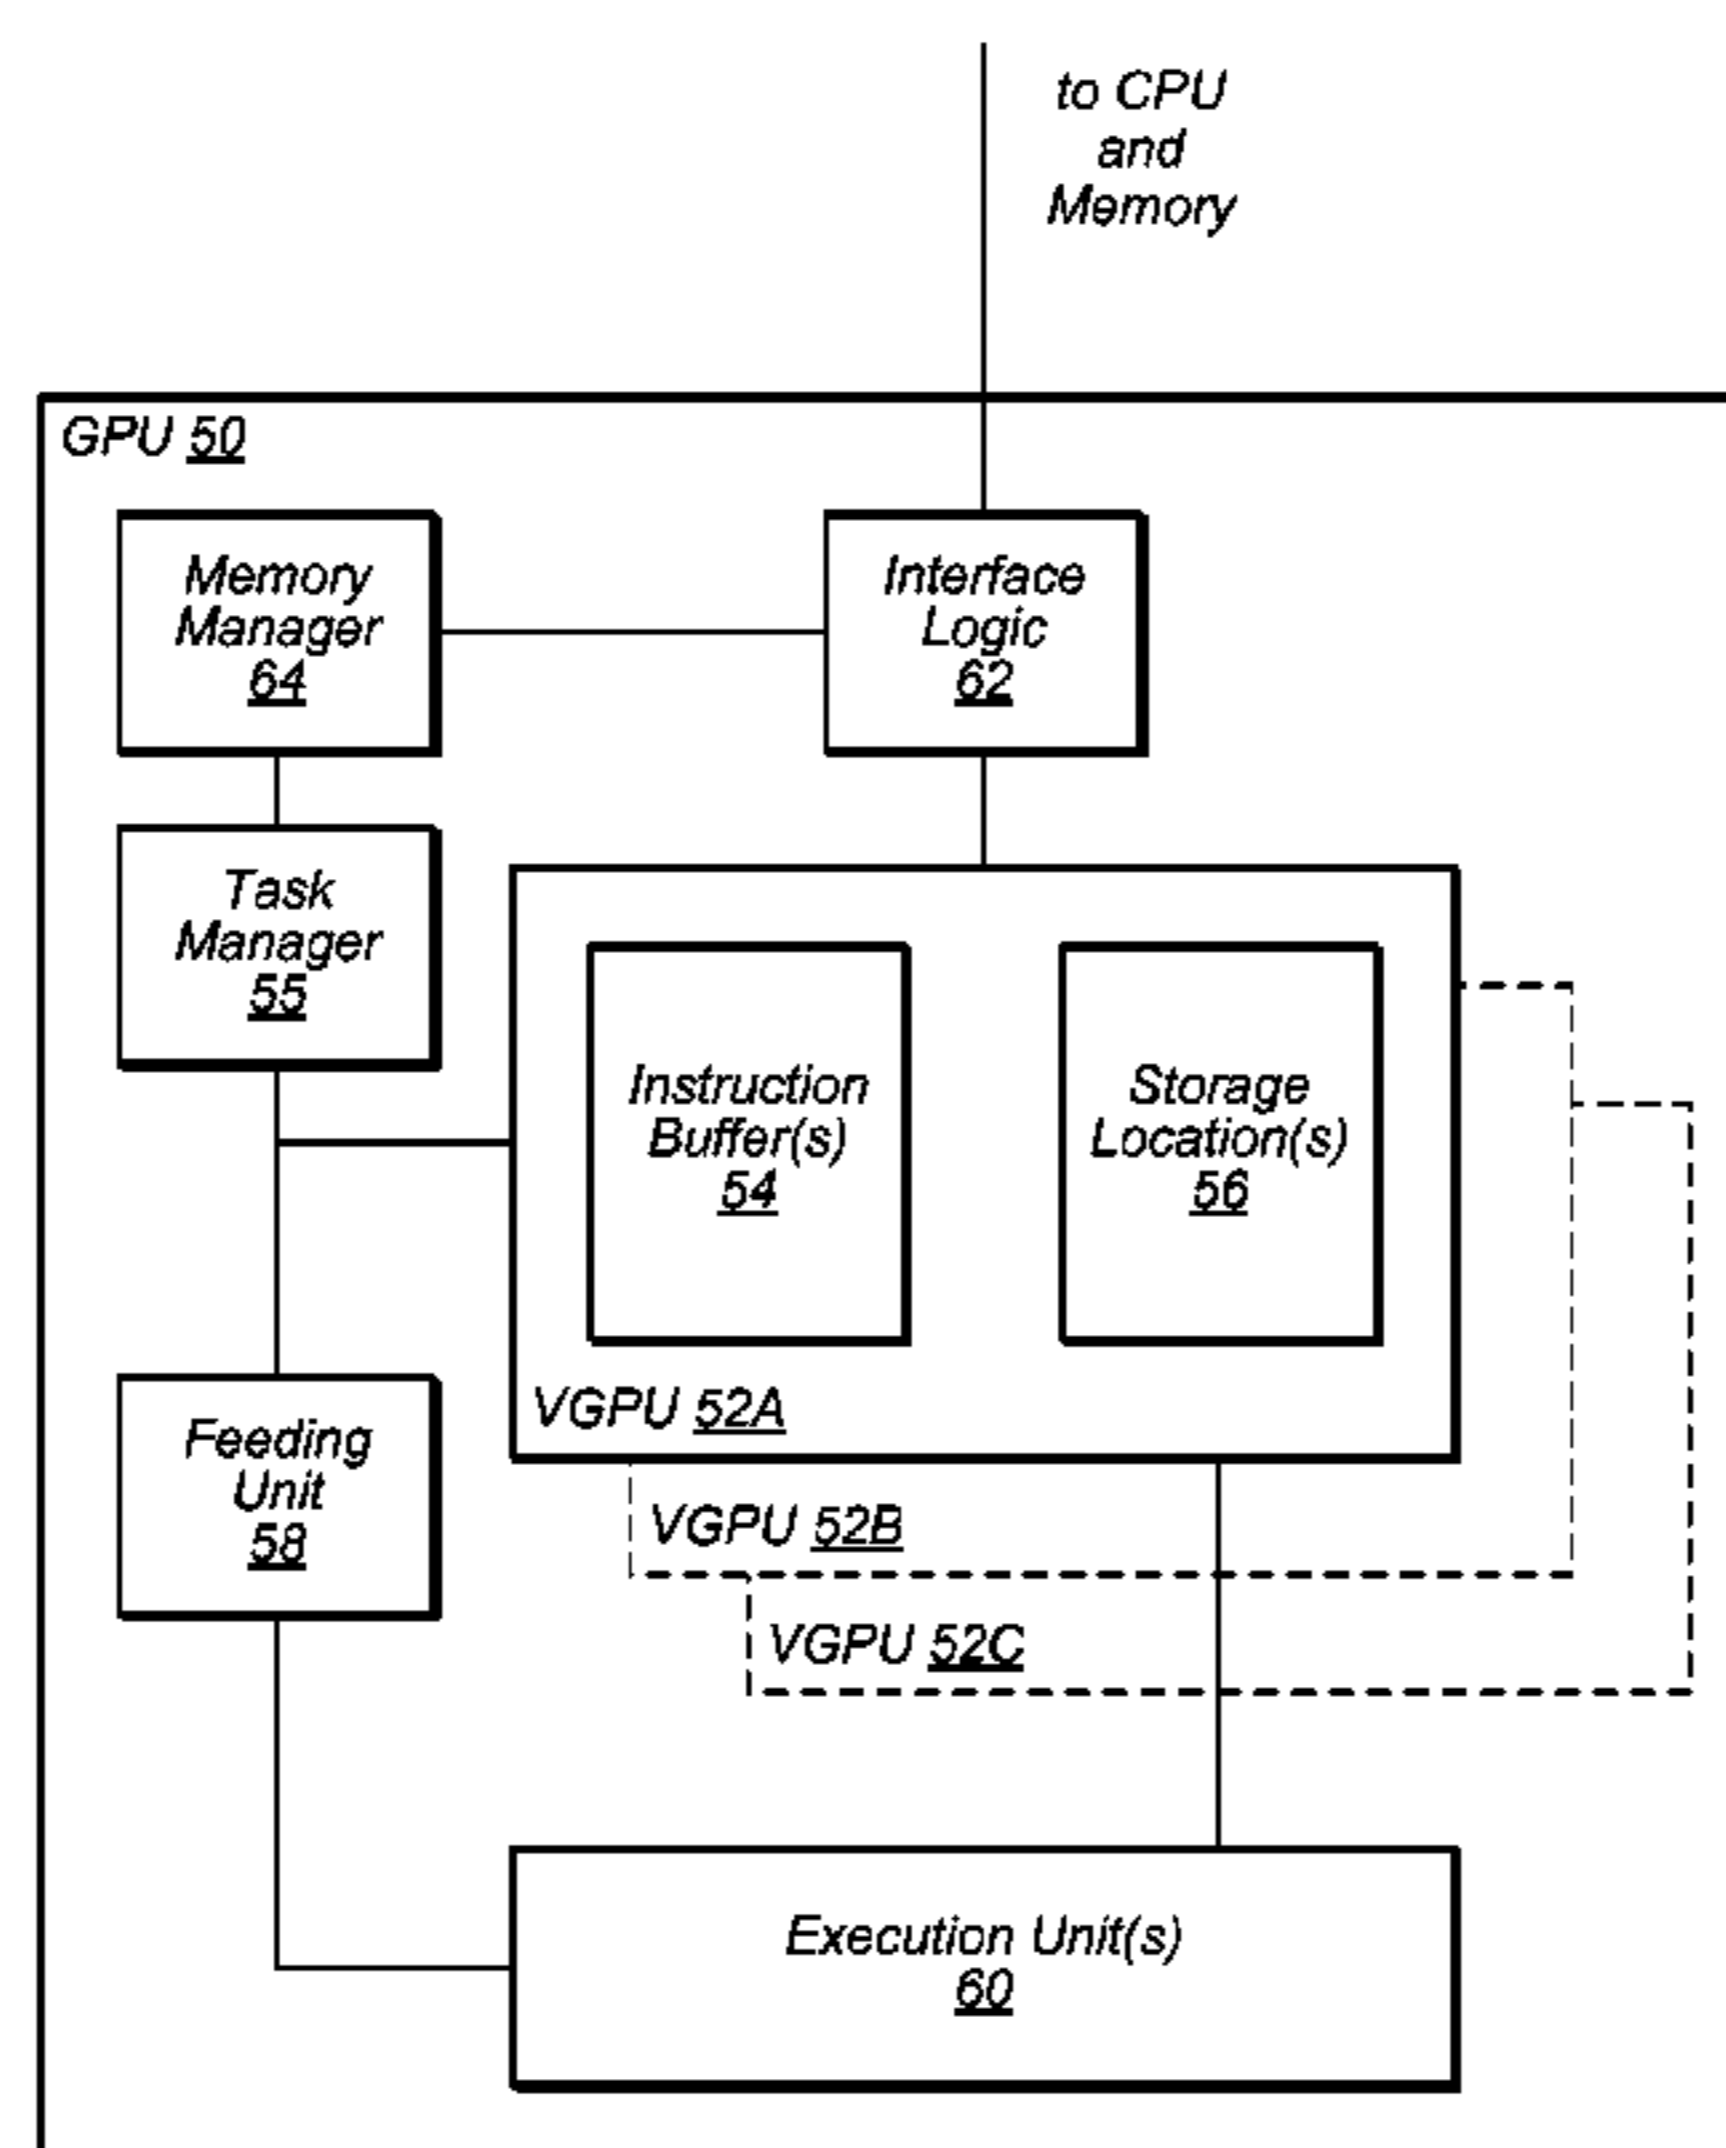 to CPU
and
Memory
GPU 50
Memory
Manager
64
Interface
Logic
62
Task
Manager
55
Instruction
Buffer(s)
54
Storage
Location(s)
56
VGPU 52A
Feeding
Unit
58
VGPU 52B
VGPU 52C
Execution Unit(s)
60